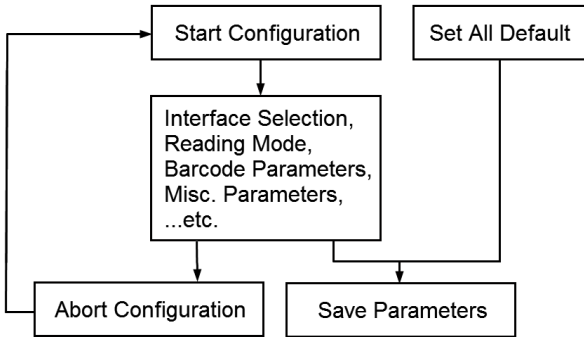 Start Configuration
Set All Default
Interface Selection,
Reading Mode,
Barcode Parameters,
Misc. Parameters,
...etc.
Abort Configuration
Save Parameters